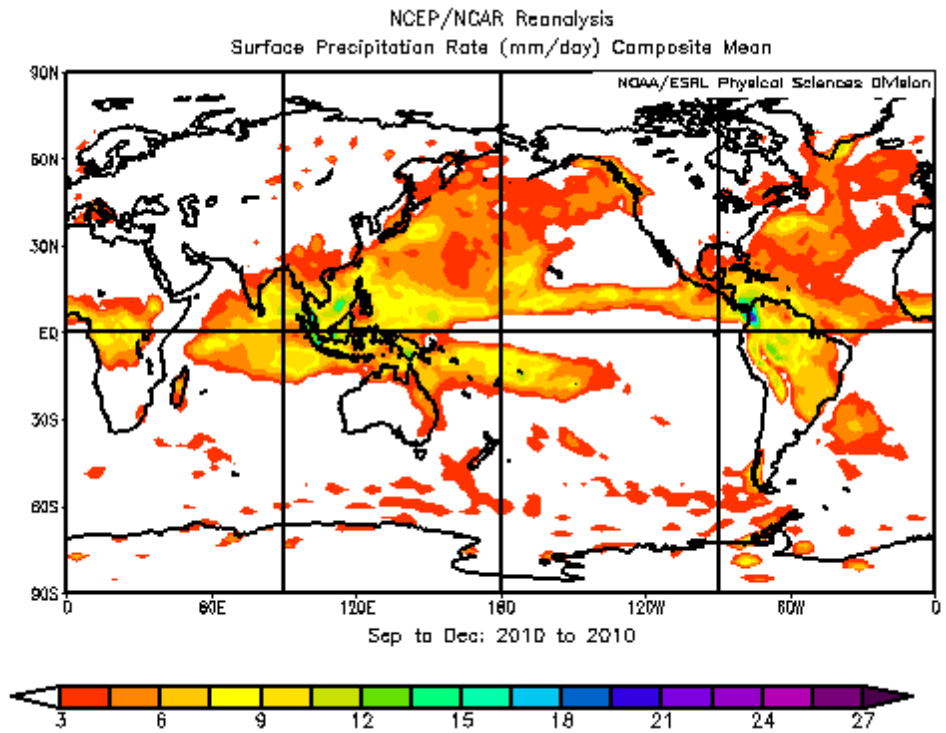 NCEP/NCAR Reanalysis
Surface Precipitation Rate (mm/day) Composite Mean
NOAA/ESRL Physical Sciences Division
90N
60N
30N
EQ
30S
60S
90S
0 60E 120E 180 120W 60W 0
Sep to Dec: 2010 to 2010
3 6 9 12 15 18 21 24 27